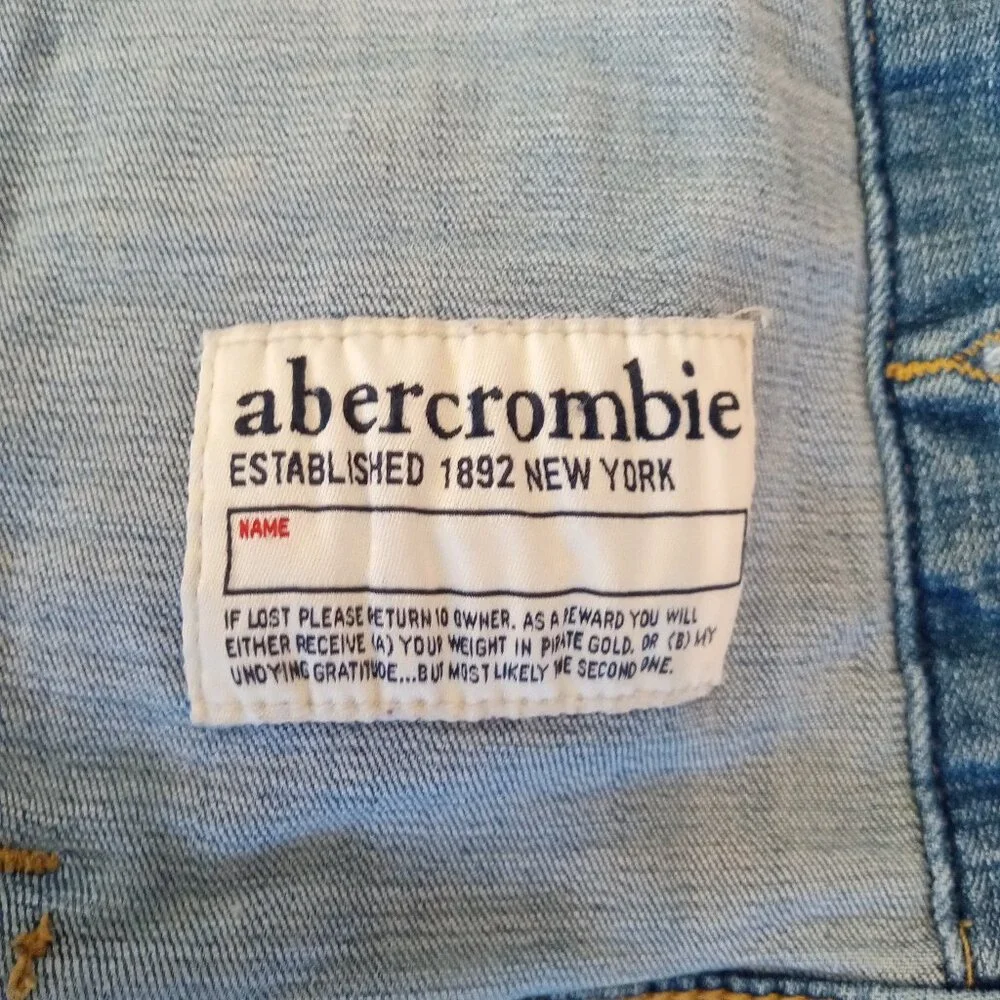 abercrombie
ESTABLISHED 1892 NEW YORK
NAME
IF LOST PLEASE RETURN TO OWNER. AS A REWARD YOU WILL
EITHER RECEIVE (A) YOUR WEIGHT IN PIRATE GOLD. OR (B) MY
UNDYING GRATITUDE...BUT MOST LIKELY THE SECOND ONE.